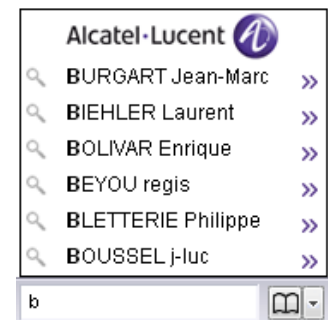 Alcatel·Lucent
BURGART Jean-Marc
BIEHLER Laurent
BOLIVAR Enrique
BEYOU regis
BLETTERIE Philippe
BOUSSEL j-luc
b